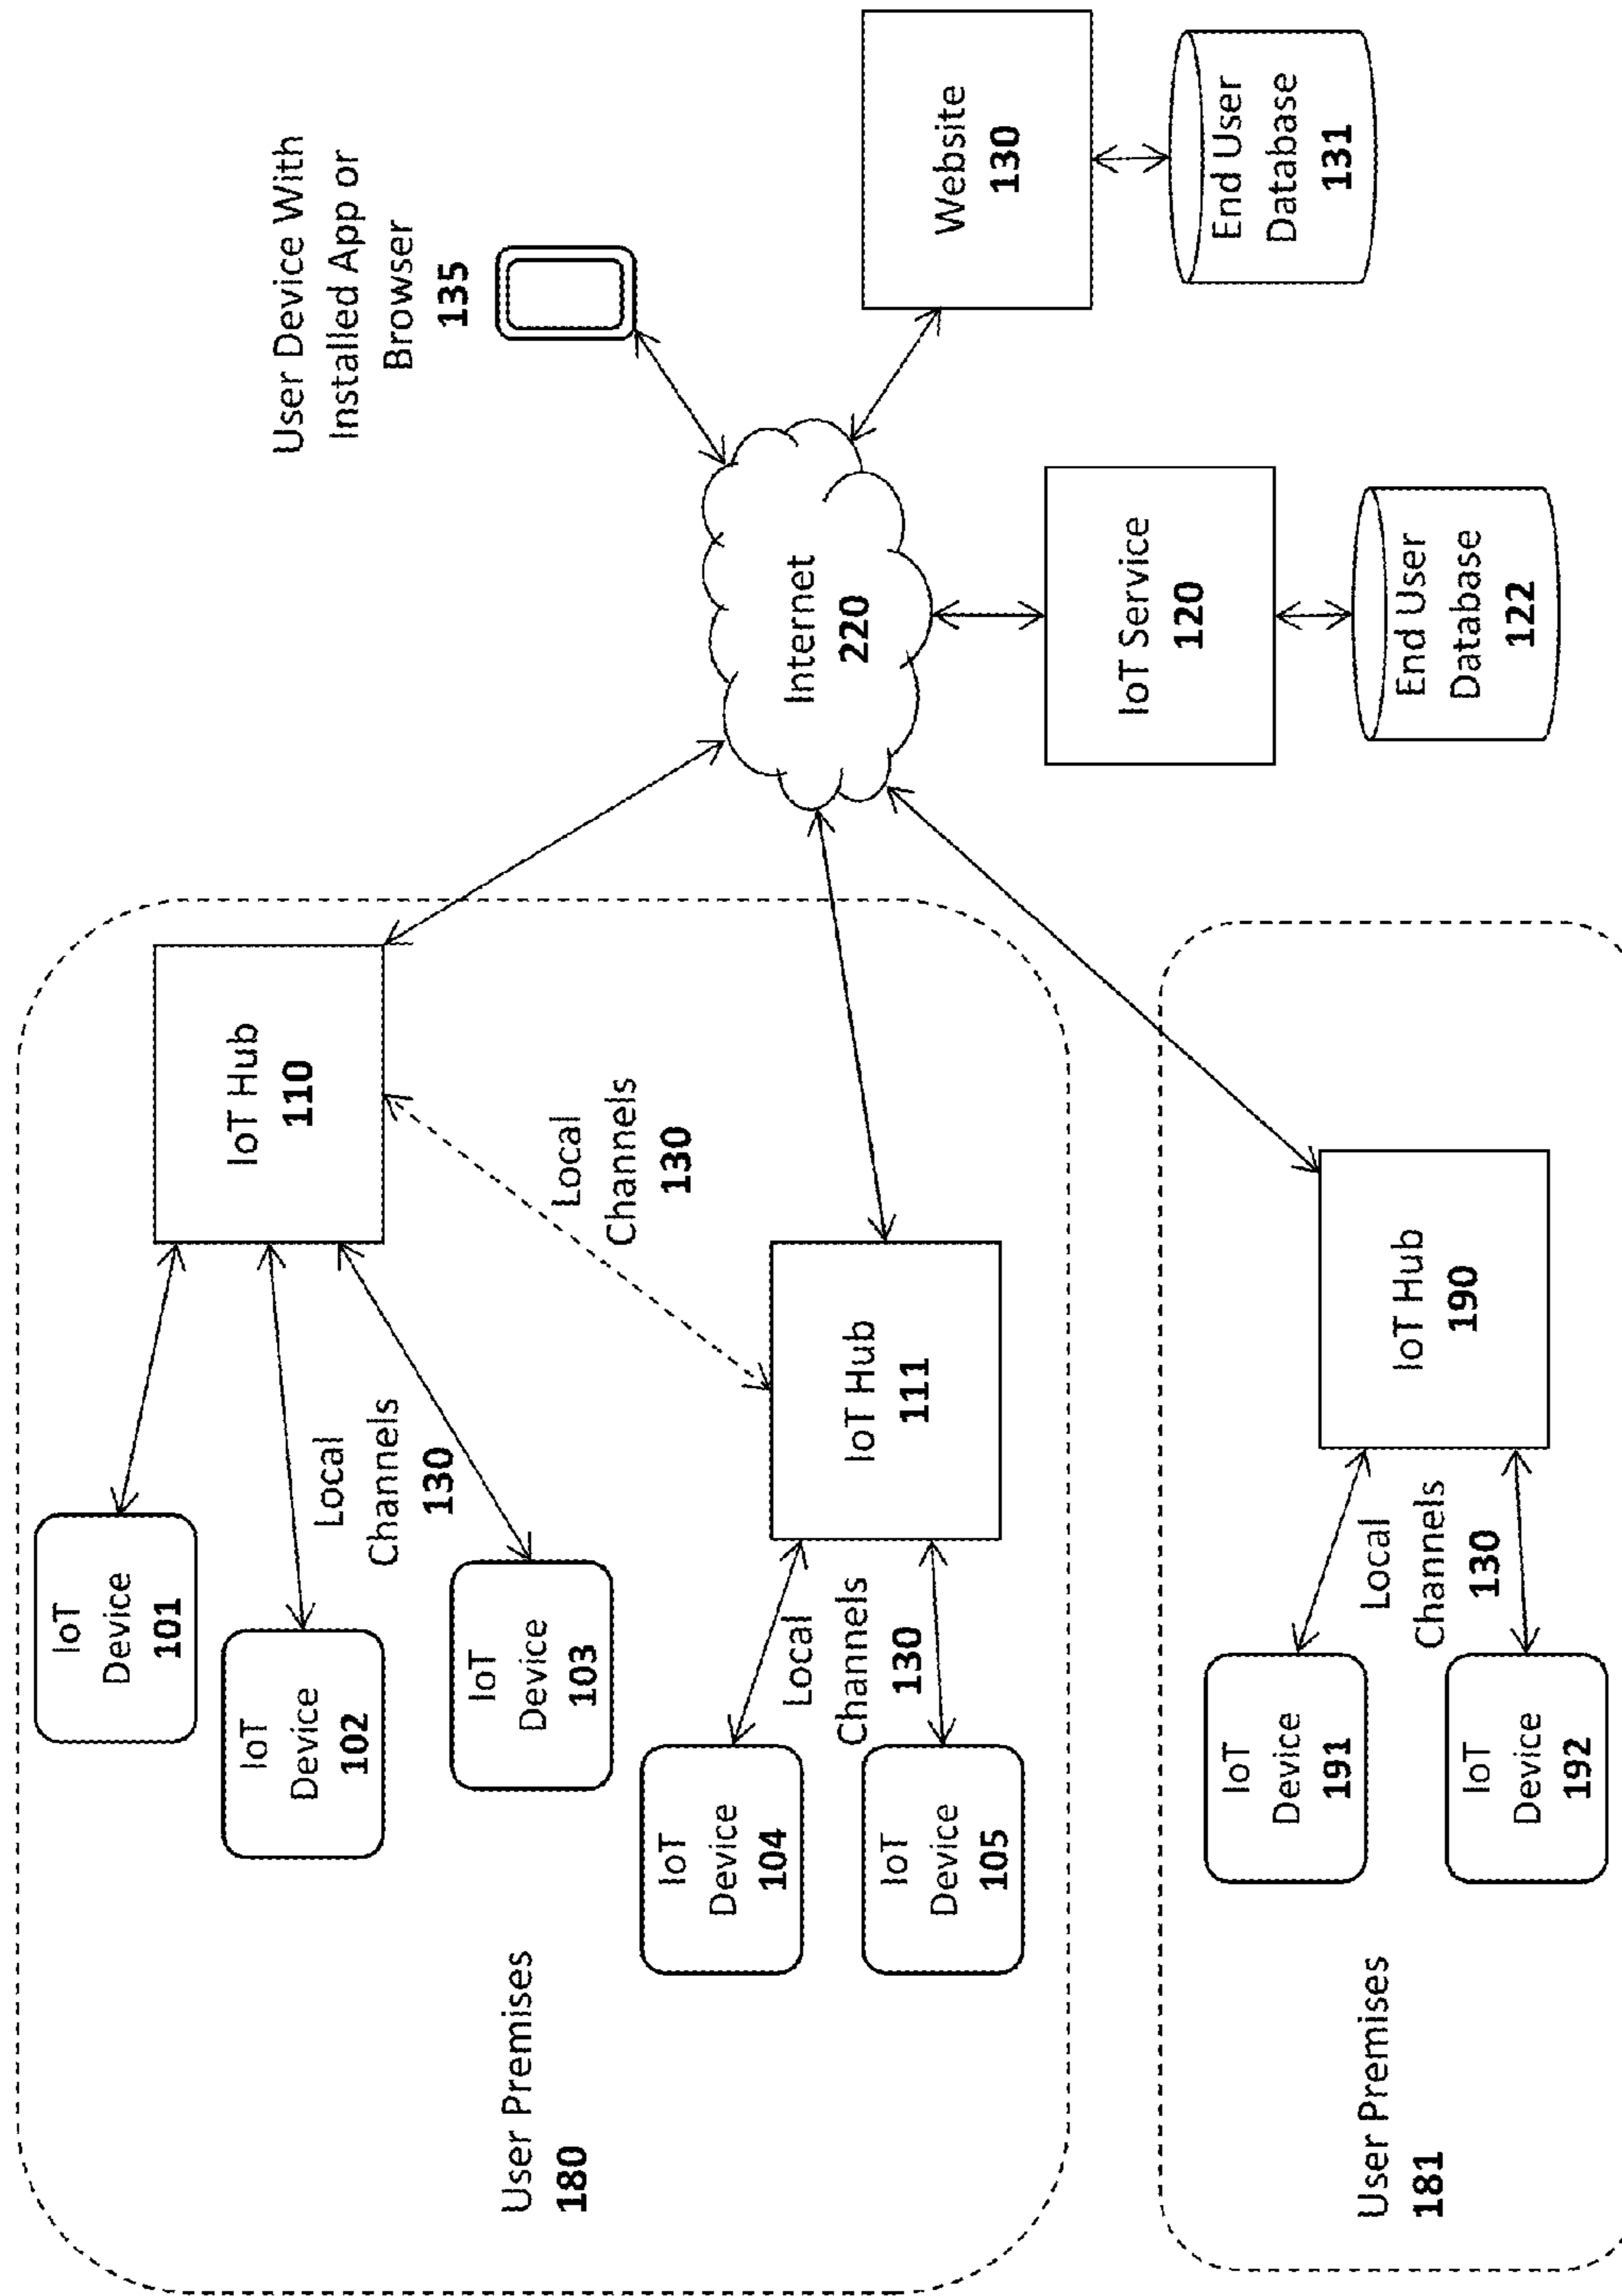 IoT
Device
101
IoT
Device
102
IoT
Device
103
Local
Channels
130
IoT Hub
110
Local
Channels
130
User Device With
Installed App or
Browser
135
User Premises
180
IoT
Device
104
IoT
Device
105
Local
Channels
130
IoT Hub
111
Internet
220
Website
130
End User
Database
131
IoT Service
120
End User
Database
122
User Premises
181
IoT
Device
191
IoT
Device
192
Local
Channels
130
IoT Hub
190